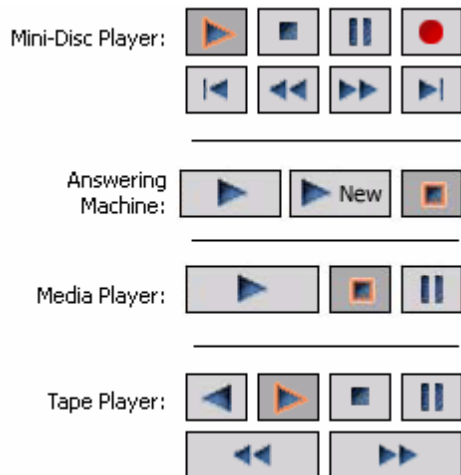 Mini-Disc Player:
Answering
Machine:
New
Media Player:
Tape Player: